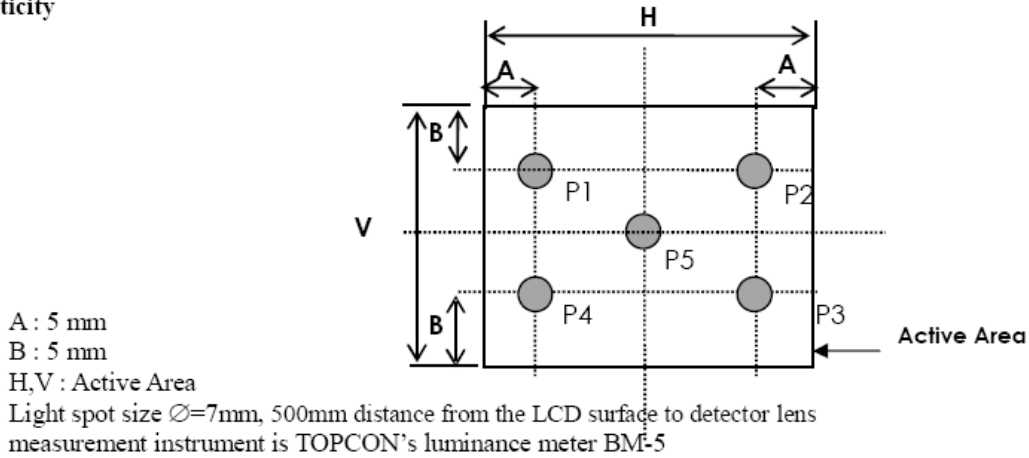 ticity
H
A A
B
P1 P2
V
P5
B
P4 P3
Active Area
A : 5 mm
B : 5 mm
H,V : Active Area
Light spot size ∅=7mm, 500mm distance from the LCD surface to detector lens
measurement instrument is TOPCON’s luminance meter BM-5